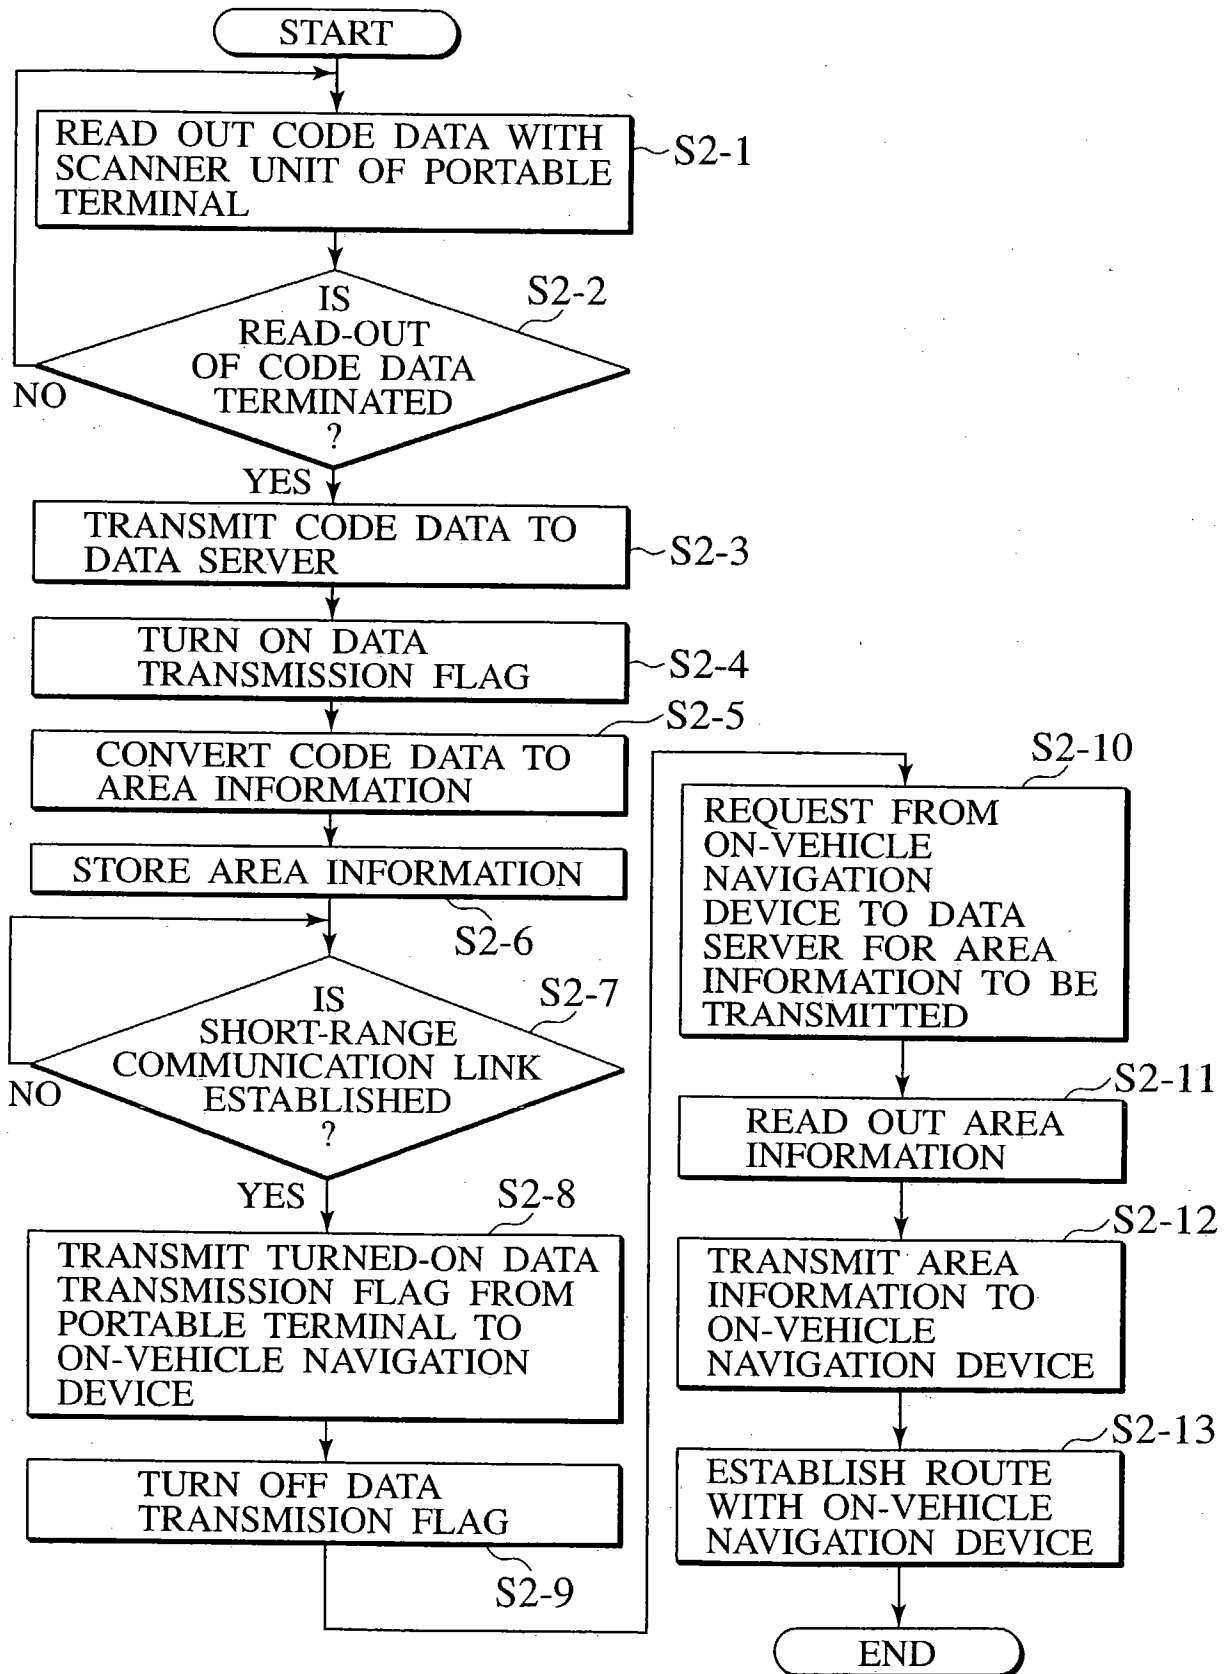 START
READ OUT CODE DATA WITH
SCANNER UNIT OF PORTABLE
TERMINAL
S2-1
IS
READ-OUT
OF CODE DATA
TERMINATED
?
S2-2
NO
YES
TRANSMIT CODE DATA TO
DATA SERVER
S2-3
TURN ON DATA
TRANSMISSION FLAG
S2-4
S2-5
CONVERT CODE DATA TO
AREA INFORMATION
STORE AREA INFORMATION
S2-6
IS
SHORT-RANGE
COMMUNICATION LINK
ESTABLISHED
?
S2-7
NO
YES
S2-8
TRANSMIT TURNED-ON DATA
TRANSMISSION FLAG FROM
PORTABLE TERMINAL TO
ON-VEHICLE NAVIGATION
DEVICE
TURN OFF DATA
TRANSMISION FLAG
S2-9
S2-10
REQUEST FROM
ON-VEHICLE
NAVIGATION
DEVICE TO DATA
SERVER FOR AREA
INFORMATION TO BE
TRANSMITTED
S2-11
READ OUT AREA
INFORMATION
S2-12
TRANSMIT AREA
INFORMATION TO
ON-VEHICLE
NAVIGATION DEVICE
S2-13
ESTABLISH ROUTE
WITH ON-VEHICLE
NAVIGATION DEVICE
END